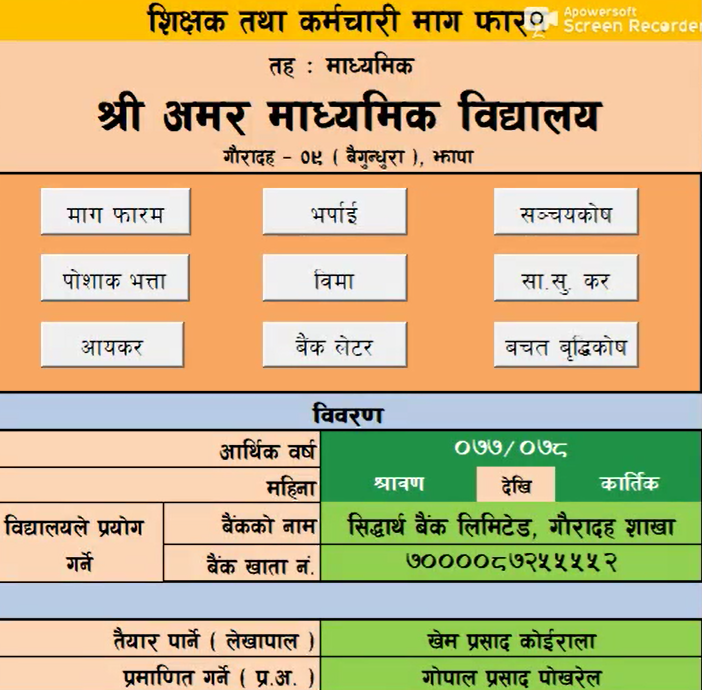 शिक्षक तथा कर्मचारी माग फार
Apowersoft
Screen Recorder
तह : माध्यमिक
श्री अमर माध्यमिक विद्यालय
गौरादह - ०९ ( बैगुन्धुरा ), झापा
माग फारम भर्पाई सञ्चयकोष
पोशाक भत्ता विमा सा.सु. कर
आयकर बैंक लेटर बचत बृद्धिकोष
विवरण
आर्थिक वर्ष ०७७/०७८
महिना श्रावण देखि कार्तिक
विद्यालयले प्रयोग गर्ने
बैंकको नाम सिद्धार्थ बैंक लिमिटेड, गौरादह शाखा
बैंक खाता नं. ७००००८७२५५५५२
तैयार पार्ने ( लेखापाल ) खेम प्रसाद कोईराला
प्रमाणित गर्ने ( प्र.अ. ) गोपाल प्रसाद पोखरेल